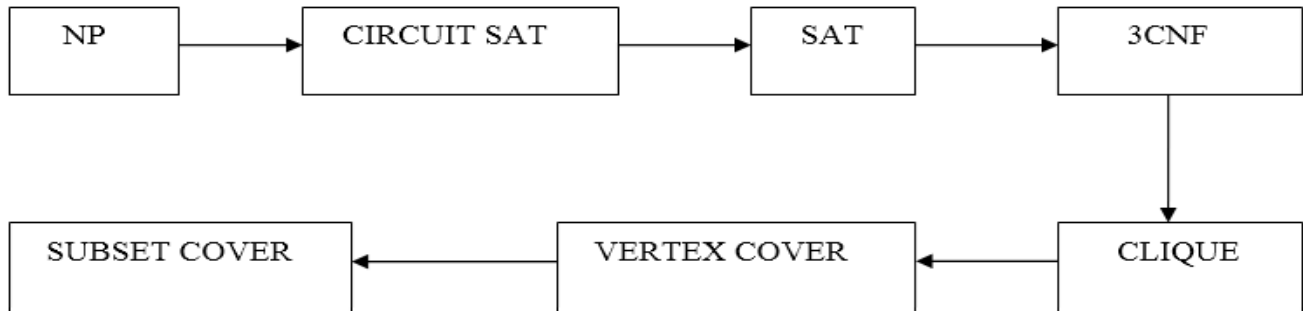 NP
CIRCUIT SAT
SAT
3CNF
CLIQUE
VERTEX COVER
SUBSET COVER